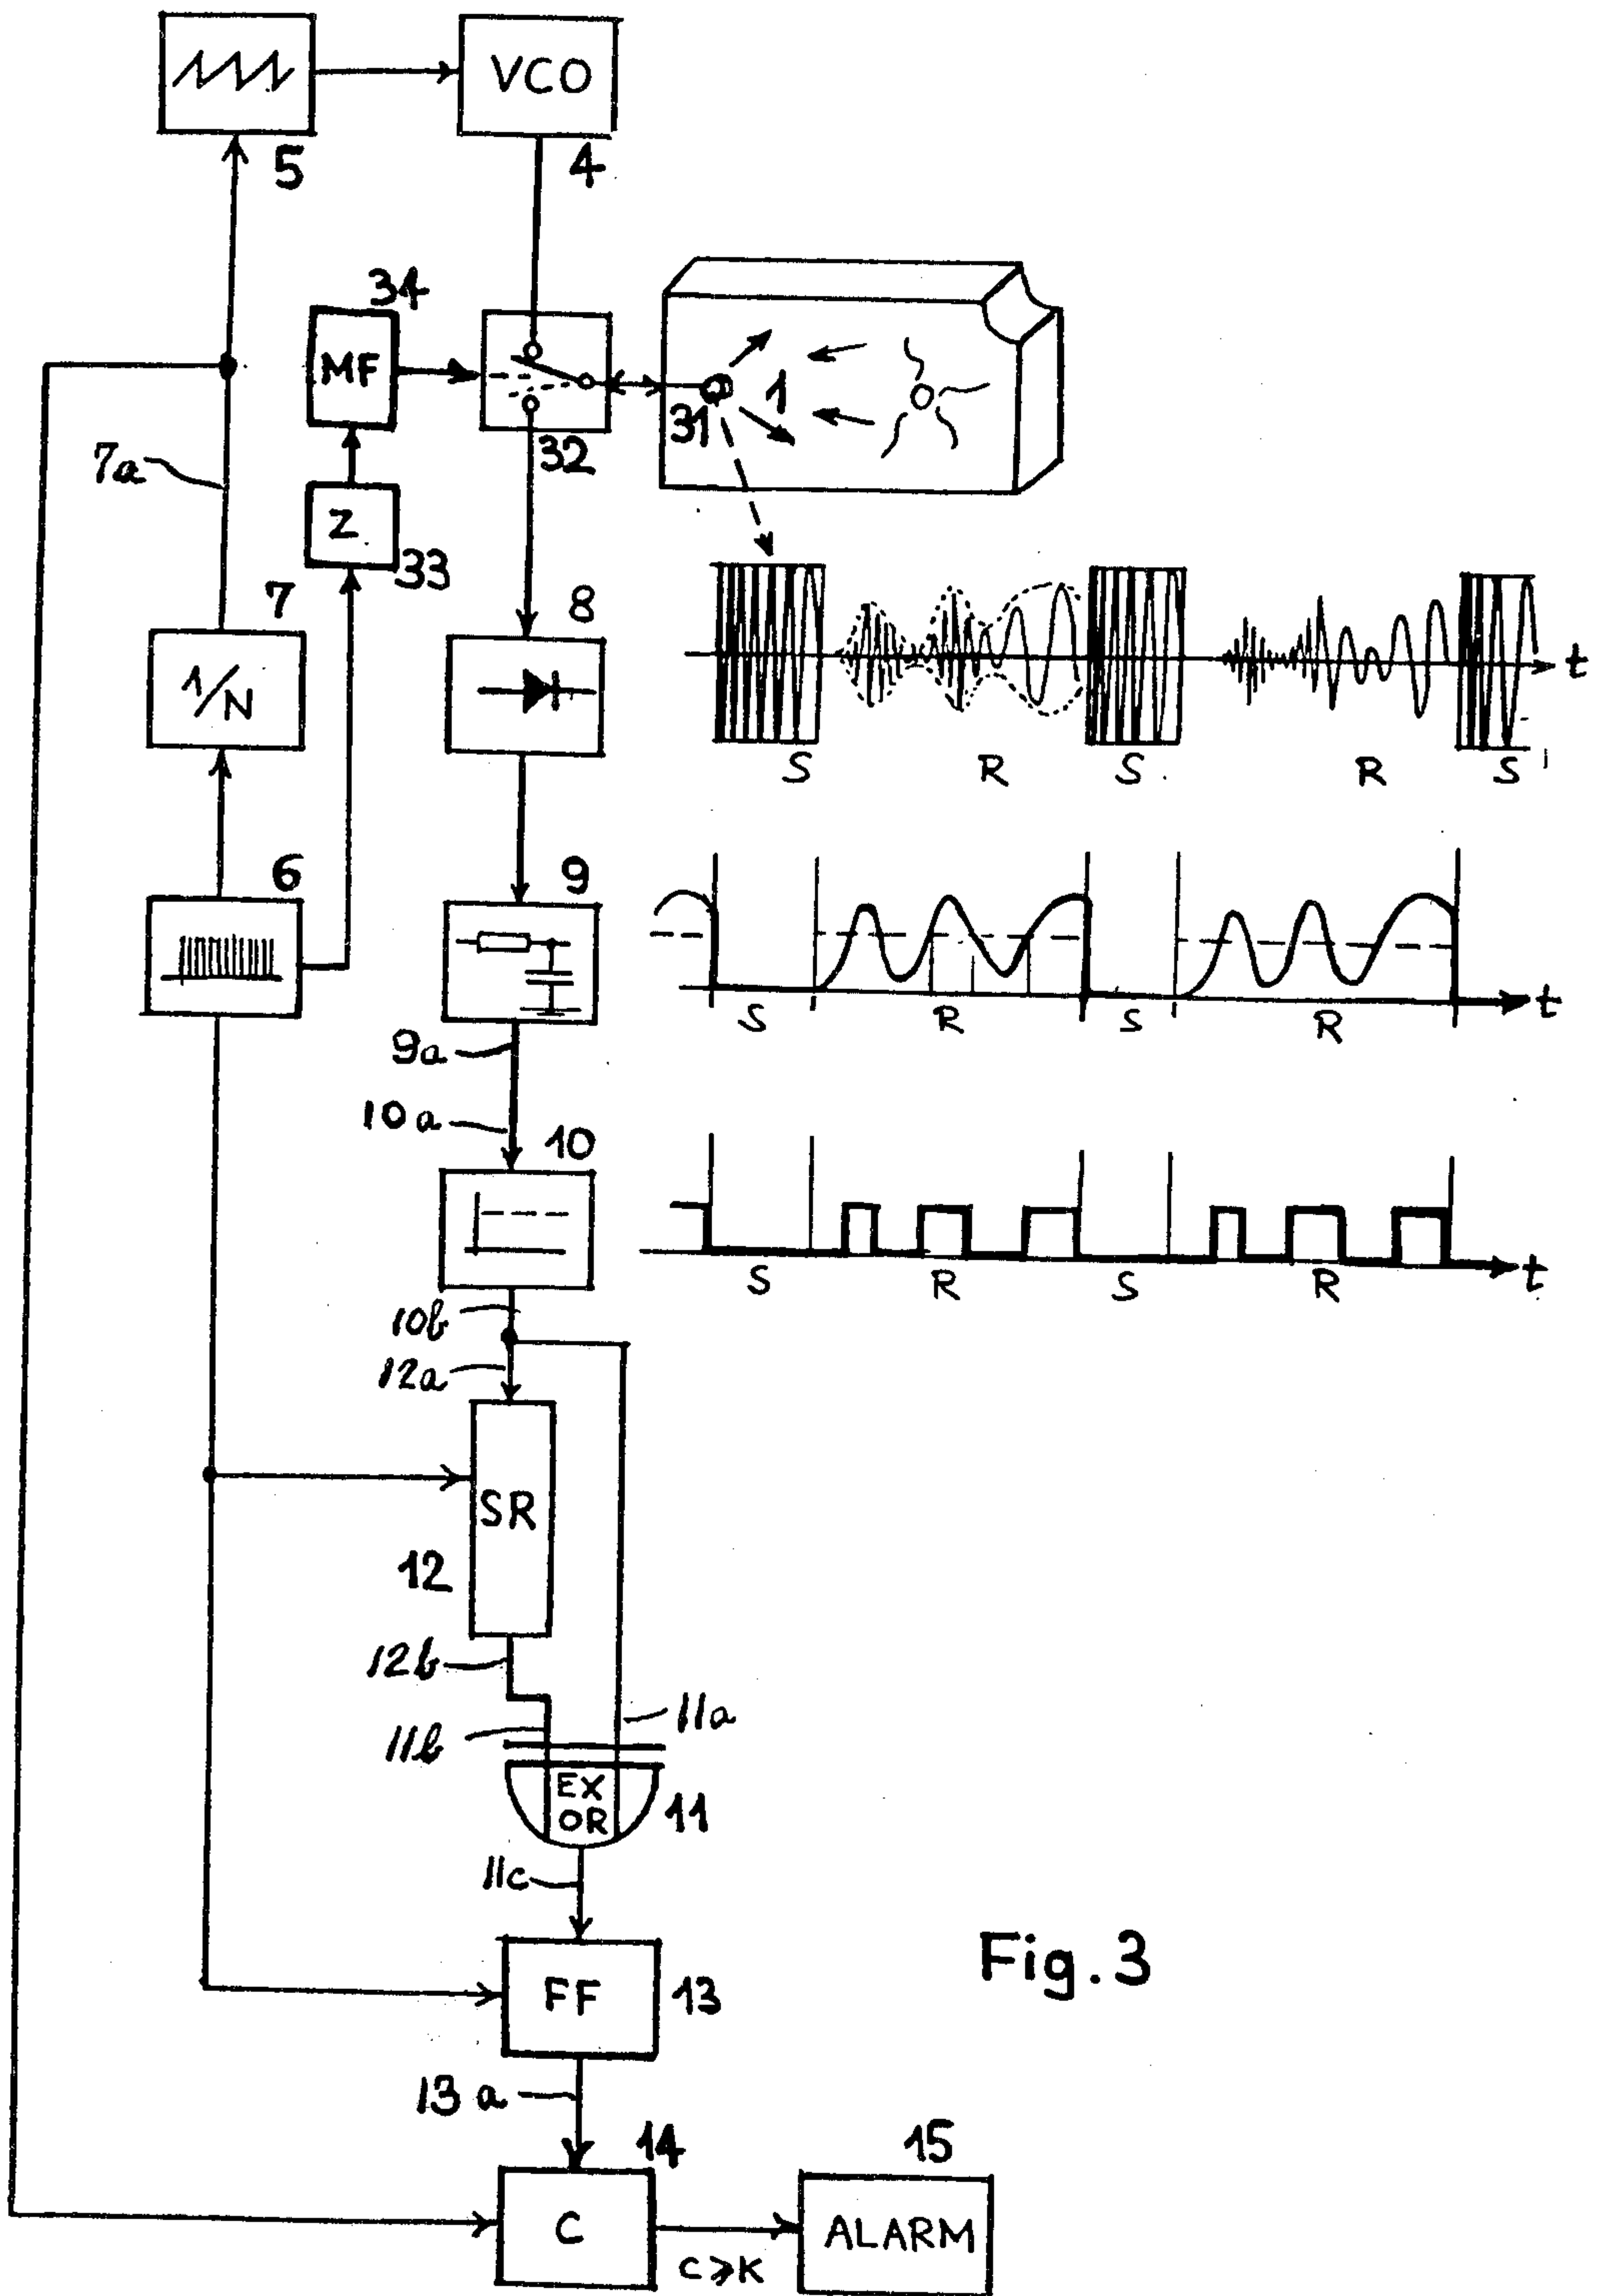 VCO
5
4
34
MF
1
31
32
7a
Z
33
7
8
1/N
t
S R S R S
6
9
t
S R S R
9a
10a
10
t
S R S R
10b
12a
SR
12
12b
11a
11b
EX
OR
11
11c
FF
13
Fig. 3
13a
14
15
C
ALARM
C⩾K